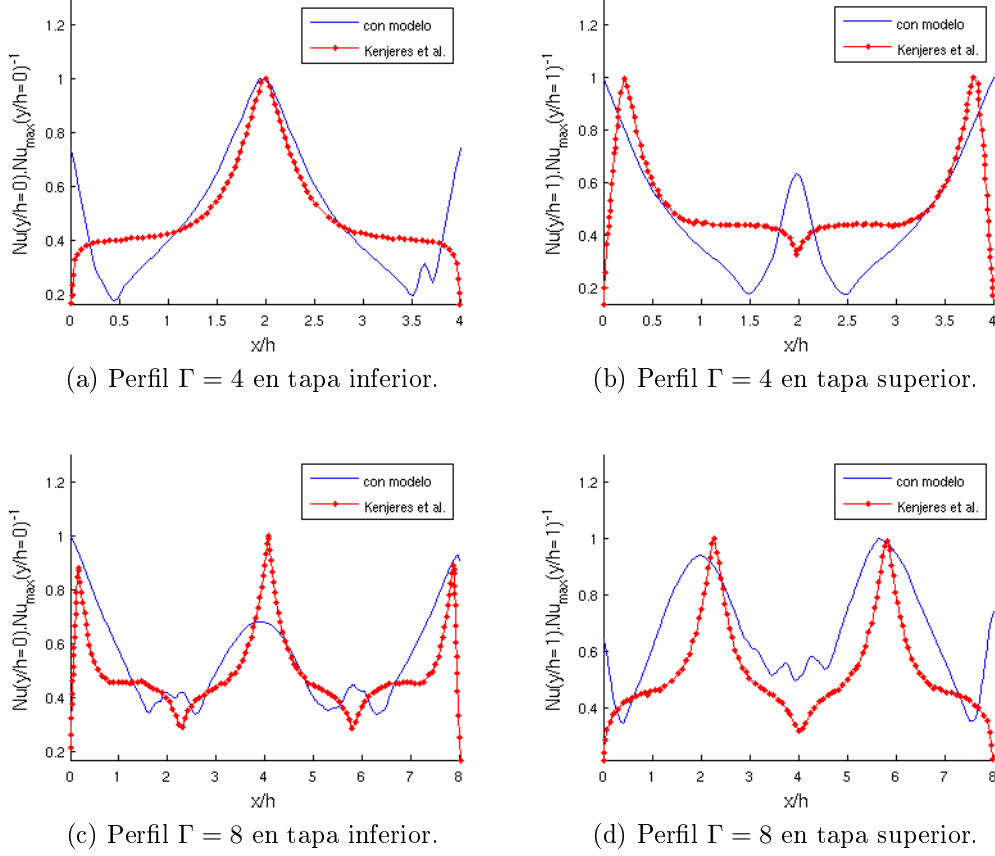 1.2
1
0.8
0.6
0.4
0.2
Nu(y/h=0).Nu_max(y/h=0)^-1
con modelo
Kenjeres et al.
0 0.5 1 1.5 2 2.5 3 3.5 4
x/h
(a) Perfil Γ = 4 en tapa inferior.
1.2
1
0.8
0.6
0.4
0.2
Nu(y/h=1).Nu_max(y/h=1)^-1
con modelo
Kenjeres et al.
0 0.5 1 1.5 2 2.5 3 3.5 4
x/h
(b) Perfil Γ = 4 en tapa superior.
1.2
1
0.8
0.6
0.4
0.2
Nu(y/h=0).Nu_max(y/h=0)^-1
con modelo
Kenjeres et al.
0 1 2 3 4 5 6 7 8
x/h
(c) Perfil Γ = 8 en tapa inferior.
1.2
1
0.8
0.6
0.4
Nu(y/h=1).Nu_max(y/h=1)^-1
con modelo
Kenjeres et al.
0 1 2 3 4 5 6 7 8
x/h
(d) Perfil Γ = 8 en tapa superior.